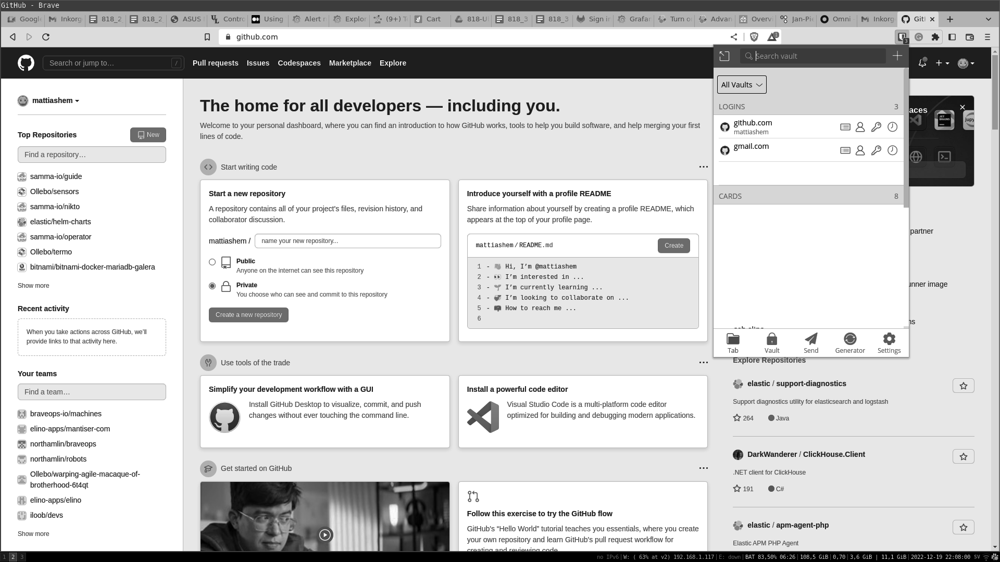 GitHub - Brave
Googl
Inkorg
818_2
818_2
ASUS
Contro
Using
Alert r
Explor
(9+) T
Cart
818-U
818_3
818_3
Sign in
Grafar
Turn o
Advan
Overvi
Jan-Pie
Omni
Inkorg
Git
github.com
1
3
Search or jump to…
/
Pull requests
Issues
Codespaces
Marketplace
Explore
Search vault
mattiashem
Top Repositories
New
Find a repository…
samma-io/guide
Ollebo/sensors
samma-io/nikto
elastic/helm-charts
samma-io/operator
Ollebo/termo
bitnami/bitnami-docker-mariadb-galera
Show more
Recent activity
When you take actions across GitHub, we’ll
provide links to that activity here.
Your teams
Find a team…
braveops-io/machines
elino-apps/mantiser-com
northamlin/braveops
northamlin/robots
Ollebo/warping-agile-macaque-of-
brotherhood-6t4qt
elino-apps/elino
iloob/devs
Show more
The home for all developers — including you.
Welcome to your personal dashboard, where you can find an introduction to how GitHub works, tools to help you build software, and help merging your first
lines of code.
Start writing code
Start a new repository
A repository contains all of your project's files, revision history, and
collaborator discussion.
mattiashem /
name your new repository...
Public
Anyone on the internet can see this repository
Private
You choose who can see and commit to this repository
Create a new repository
Introduce yourself with a profile README
Share information about yourself by creating a profile README, which
appears at the top of your profile page.
mattiashem/README.md
Create
1 - 👋 Hi, I’m @mattiashem
2 - 👀 I’m interested in ...
3 - 🌱 I’m currently learning ...
4 - 💞️ I’m looking to collaborate on ...
5 - 📫 How to reach me ...
6
Use tools of the trade
Simplify your development workflow with a GUI
Install GitHub Desktop to visualize, commit, and push
changes without ever touching the command line.
Install a powerful code editor
Visual Studio Code is a multi-platform code editor
optimized for building and debugging modern applications.
Get started on GitHub
Follow this exercise to try the GitHub flow
GitHub's “Hello World” tutorial teaches you essentials, where you create
your own repository and learn GitHub's pull request workflow for
creating and reviewing code.
All Vaults
LOGINS
3
github.com
mattiashem
gmail.com
CARDS
8
Tab
Vault
Send
Generator
Settings
aces
JET BRAINS
jupy
partner
unner image
ns
Explore Repositories
elastic / support-diagnostics
Support diagnostics utility for elasticsearch and logstash
264
Java
DarkWanderer / ClickHouse.Client
.NET client for ClickHouse
191
C#
elastic / apm-agent-php
Elastic APM PHP Agent
1 2 3
no IPv6|W: ( 63% at v2) 192.168.1.117|E: down|BAT 83,50% 06:26|108,5 GiB|0,70|3,6 GiB | 11,1 GiB|2022-12-19 22:08:00 SV